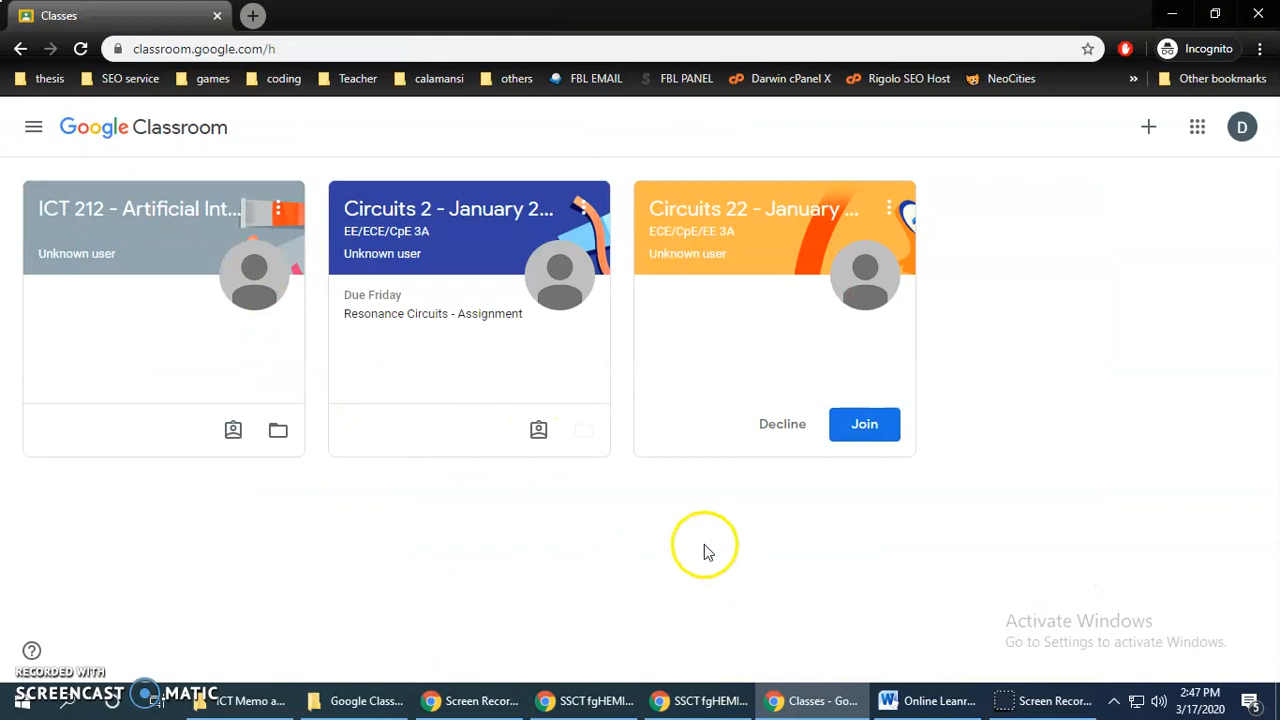 Classes
classroom.google.com/h
Incognito
thesis SEO service games coding Teacher calamansi others FBL EMAIL FBL PANEL Darwin cPanel X Rigolo SEO Host NeoCities » Other bookmarks
Google Classroom
D
ICT 212 - Artificial Int...
Unknown user
Circuits 2 - January 2...
EE/ECE/CpE 3A
Unknown user
Due Friday
Resonance Circuits - Assignment
Circuits 22 - January ...
ECE/CpE/EE 3A
Unknown user
Decline
Join
Activate Windows
Go to Settings to activate Windows.
RECORDED WITH
SCREENCAST MATIC
ICT Memo a... Google Class... Screen Recor... SSCT fgHEMI... SSCT fgHEMI... Classes - Go... Online Learn... Screen Recor...
2:47 PM
3/17/2020
5